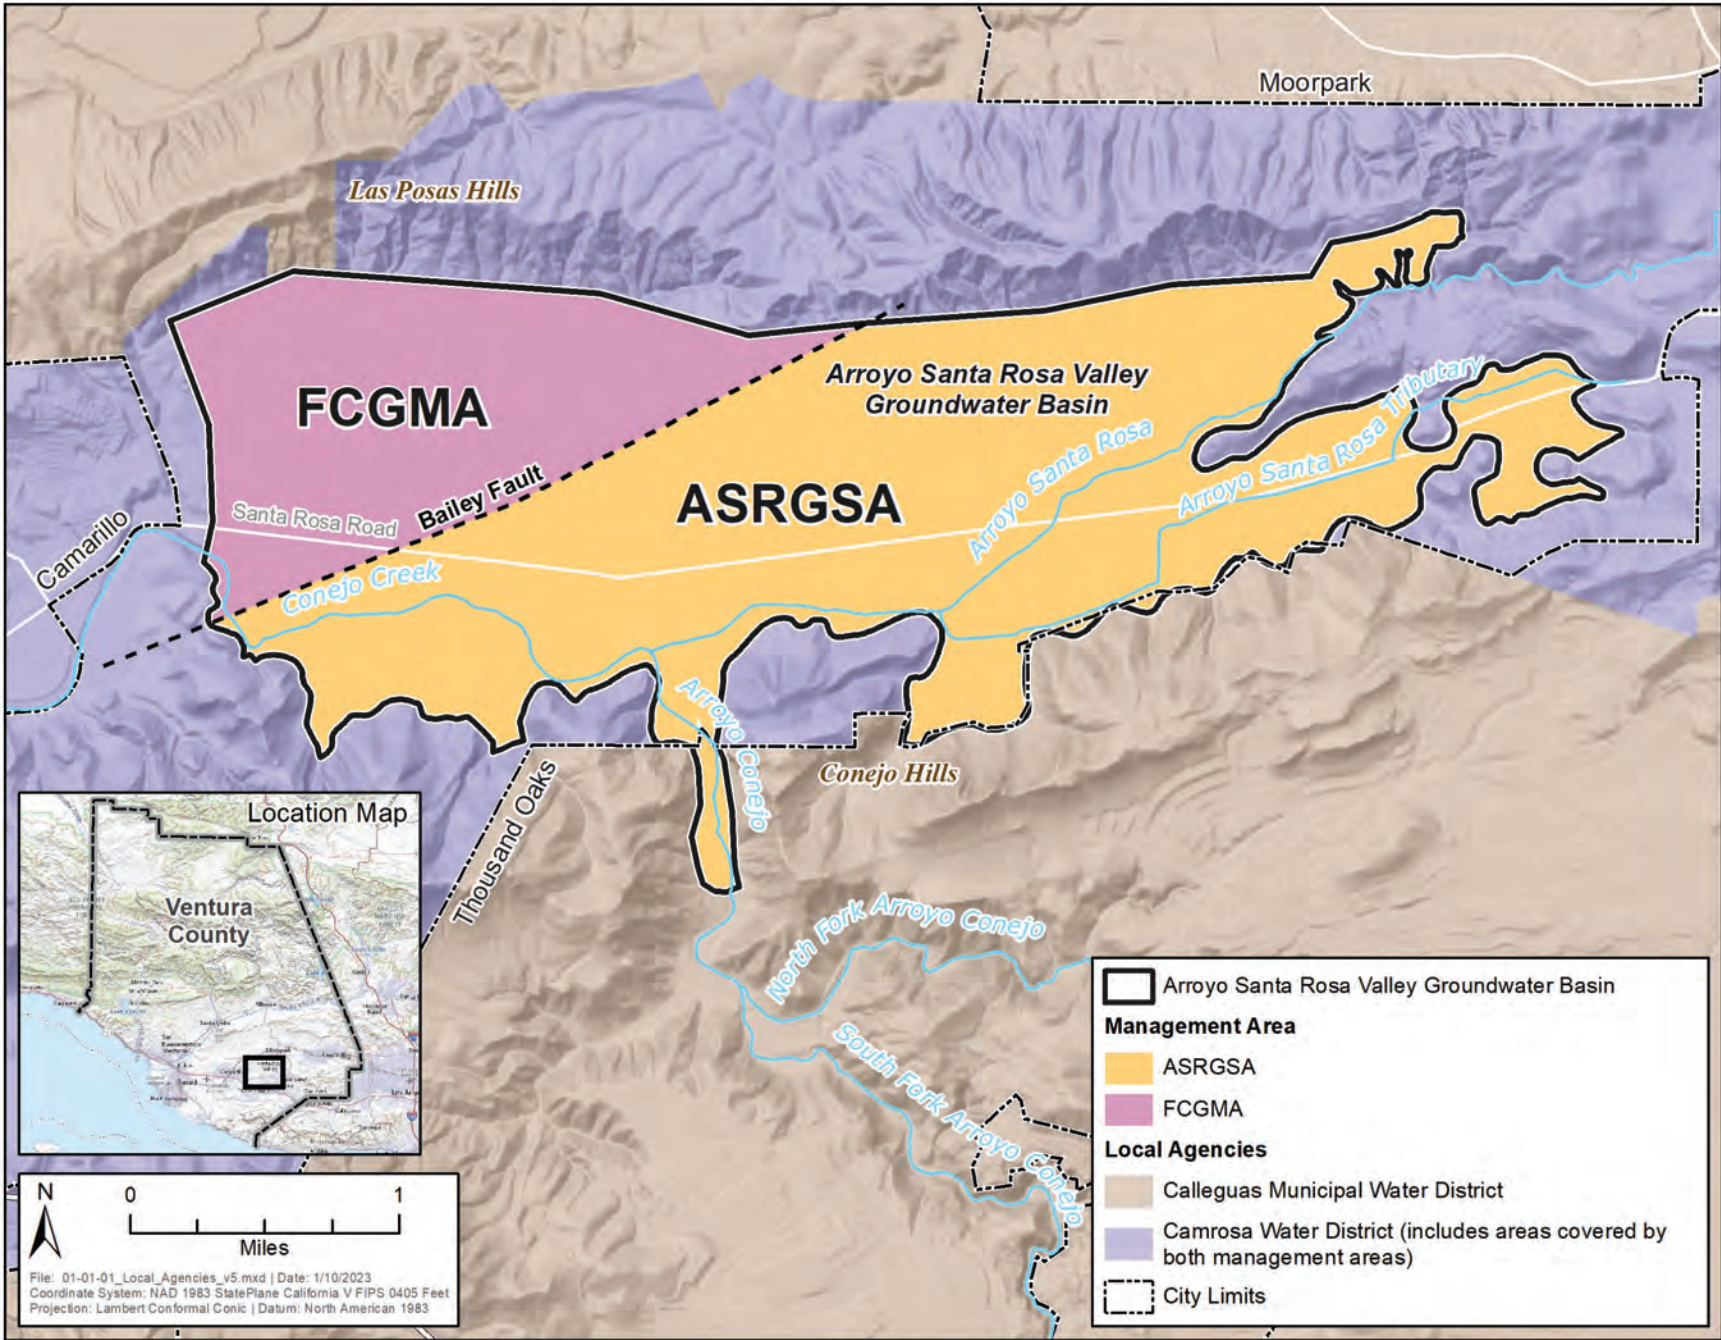 Moorpark
Las Posas Hills
Arroyo Santa Rosa Valley
Groundwater Basin
FCGMA
ASRGSA
Bailey Fault
Santa Rosa Road
Camarillo
Conejo Creek
Arroyo Santa Rosa
Arroyo Santa Rosa Tributary
Arroyo Conejo
Conejo Hills
Thousand Oaks
North Fork Arroyo Conejo
South Fork Arroyo Conejo
Location Map
Ventura
County
N
0 1
Miles
File: 01-01-01_Local_Agencies_v5.mxd | Date: 1/10/2023
Coordinate System: NAD 1983 StatePlane California V FIPS 0405 Feet
Projection: Lambert Conformal Conic | Datum: North American 1983
Arroyo Santa Rosa Valley Groundwater Basin
Management Area
ASRGSA
FCGMA
Local Agencies
Calleguas Municipal Water District
Camrosa Water District (includes areas covered by
both management areas)
City Limits